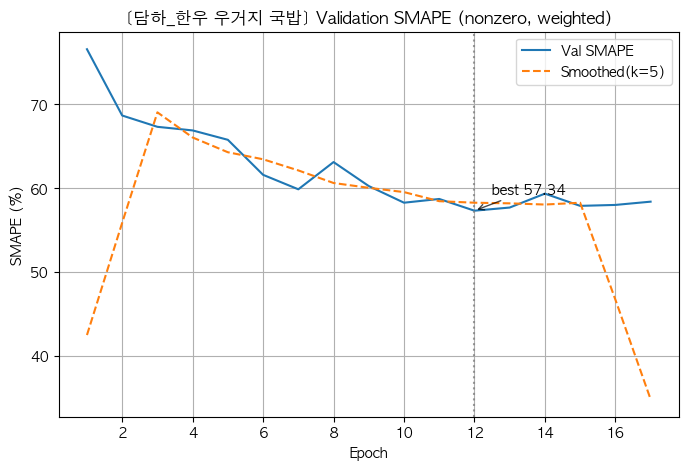 [담하_한우 우거지 국밥] Validation SMAPE (nonzero, weighted)
Val SMAPE
Smoothed(k=5)
70
60
50
40
SMAPE (%)
best 57.34
2 4 6 8 10 12 14 16
Epoch